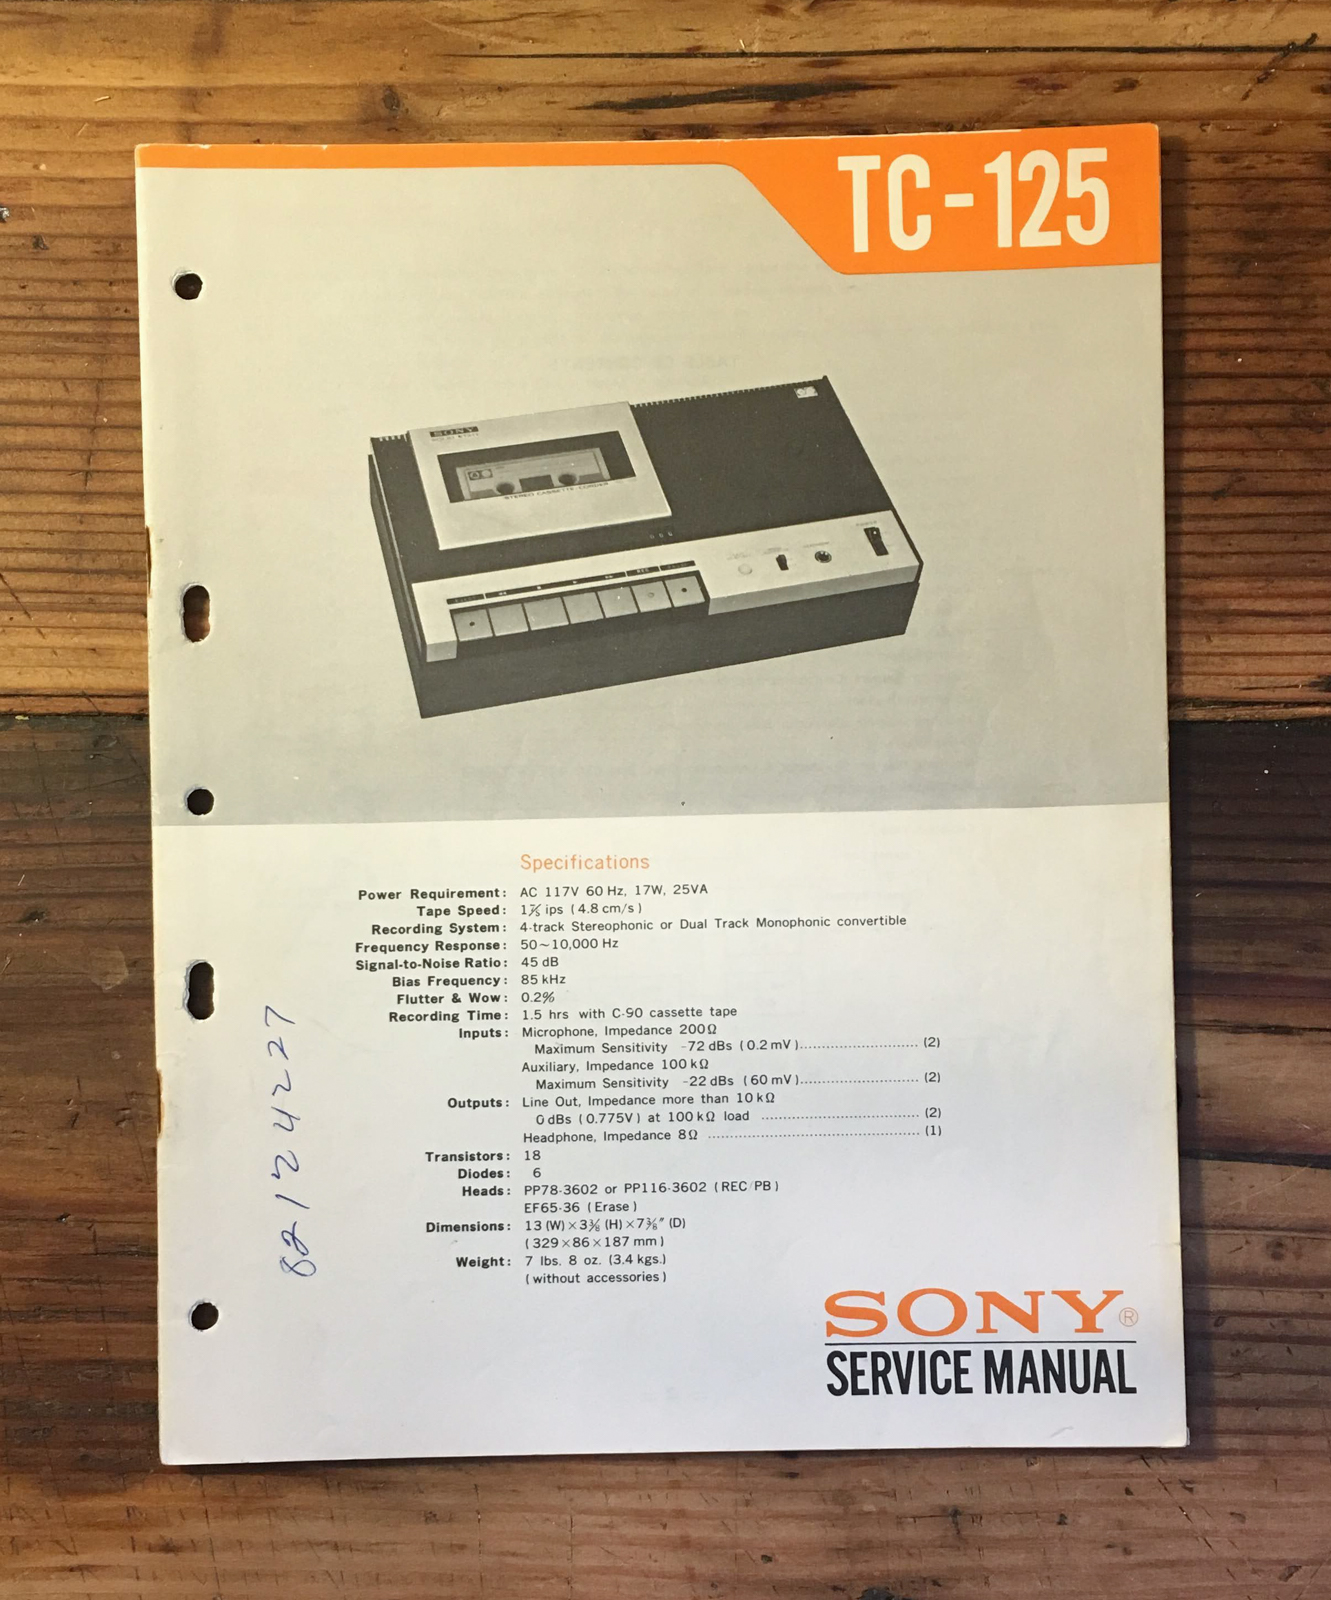 TC-125
SONY
STEREO CASSETTE-CORDER
Specifications
Power Requirement: AC 117V 60 Hz, 17W, 25VA
Tape Speed: 1⅞ ips (4.8 cm/s)
Recording System: 4-track Stereophonic or Dual Track Monophonic convertible
Frequency Response: 50~10,000 Hz
Signal-to-Noise Ratio: 45 dB
Bias Frequency: 85 kHz
Flutter & Wow: 0.2%
Recording Time: 1.5 hrs with C-90 cassette tape
Inputs: Microphone, Impedance 200Ω
Maximum Sensitivity -72 dBs (0.2 mV).............................. (2)
Auxiliary, Impedance 100 kΩ
Maximum Sensitivity -22 dBs (60 mV).............................. (2)
Outputs: Line Out, Impedance more than 10 kΩ
0 dBs (0.775V) at 100 kΩ load ........................................ (2)
Headphone, Impedance 8Ω ..................................................... (1)
Transistors: 18
Diodes: 6
Heads: PP78-3602 or PP116-3602 (REC/PB)
EF65-36 (Erase)
Dimensions: 13 (W)×3⅜ (H)×7⅜″ (D)
(329×86×187 mm)
Weight: 7 lbs. 8 oz. (3.4 kgs.)
(without accessories)
82124227
SONY®
SERVICE MANUAL